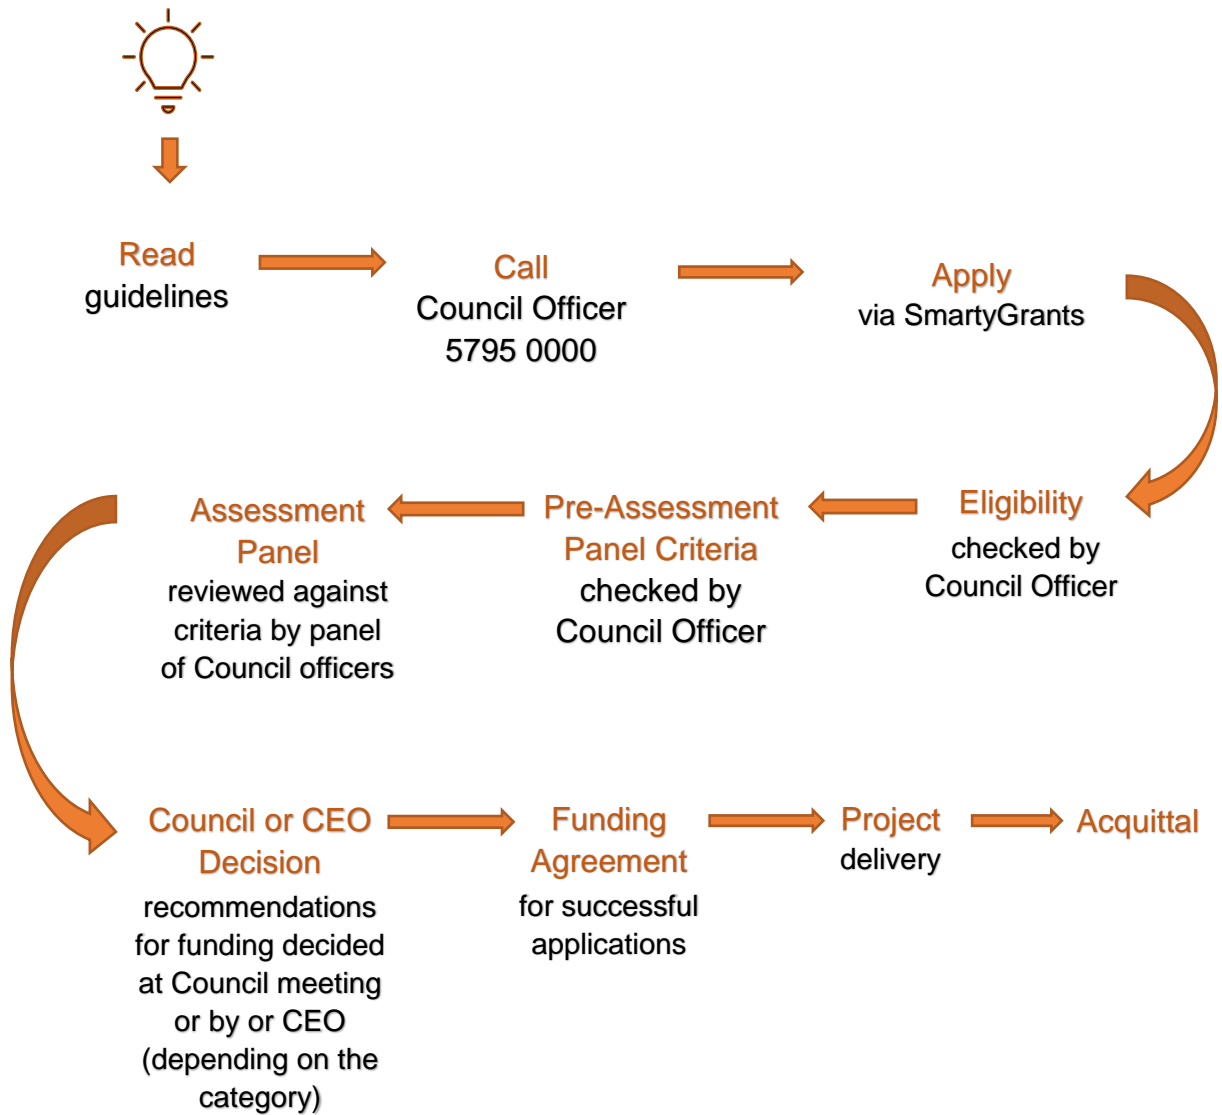 Read
guidelines
Call
Council Officer
5795 0000
Apply
via SmartyGrants
Eligibility
checked by
Council Officer
Pre-Assessment
Panel Criteria
checked by
Council Officer
Assessment
Panel
reviewed against
criteria by panel
of Council officers
Council or CEO
Decision
recommendations
for funding decided
at Council meeting
or by or CEO
(depending on the
category)
Funding
Agreement
for successful
applications
Project
delivery
Acquittal